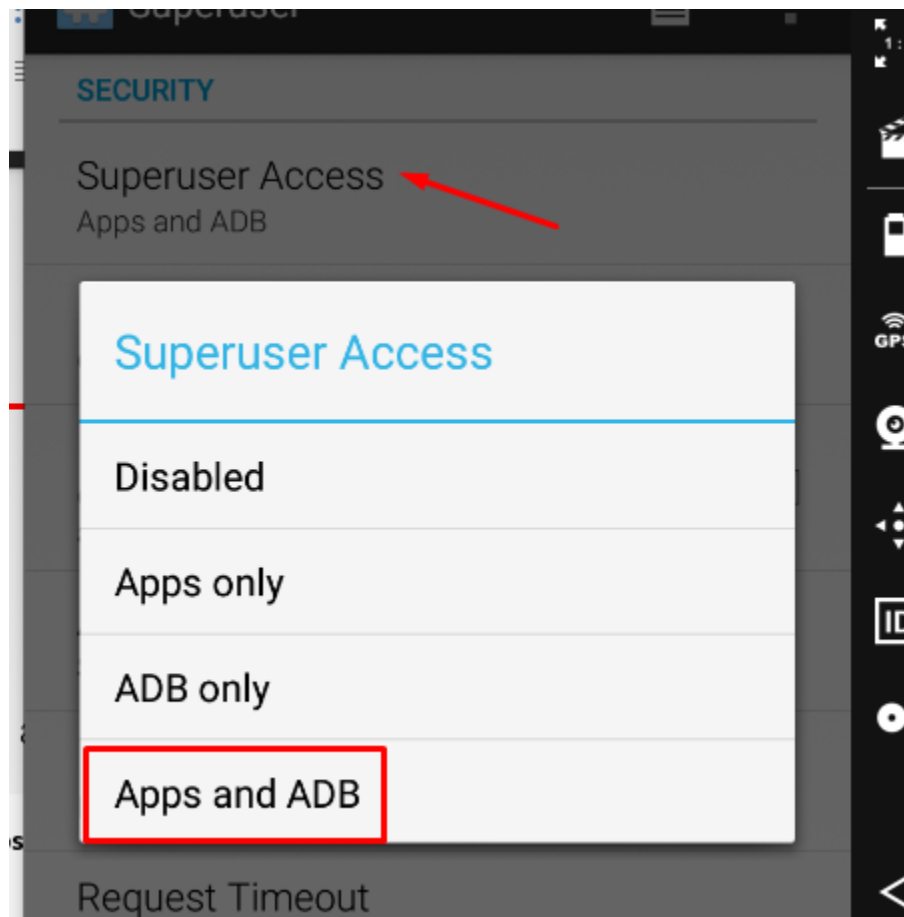 Superuser
SECURITY
Superuser Access
Apps and ADB
Superuser Access
Disabled
Apps only
ADB only
Apps and ADB
Request Timeout
GPS